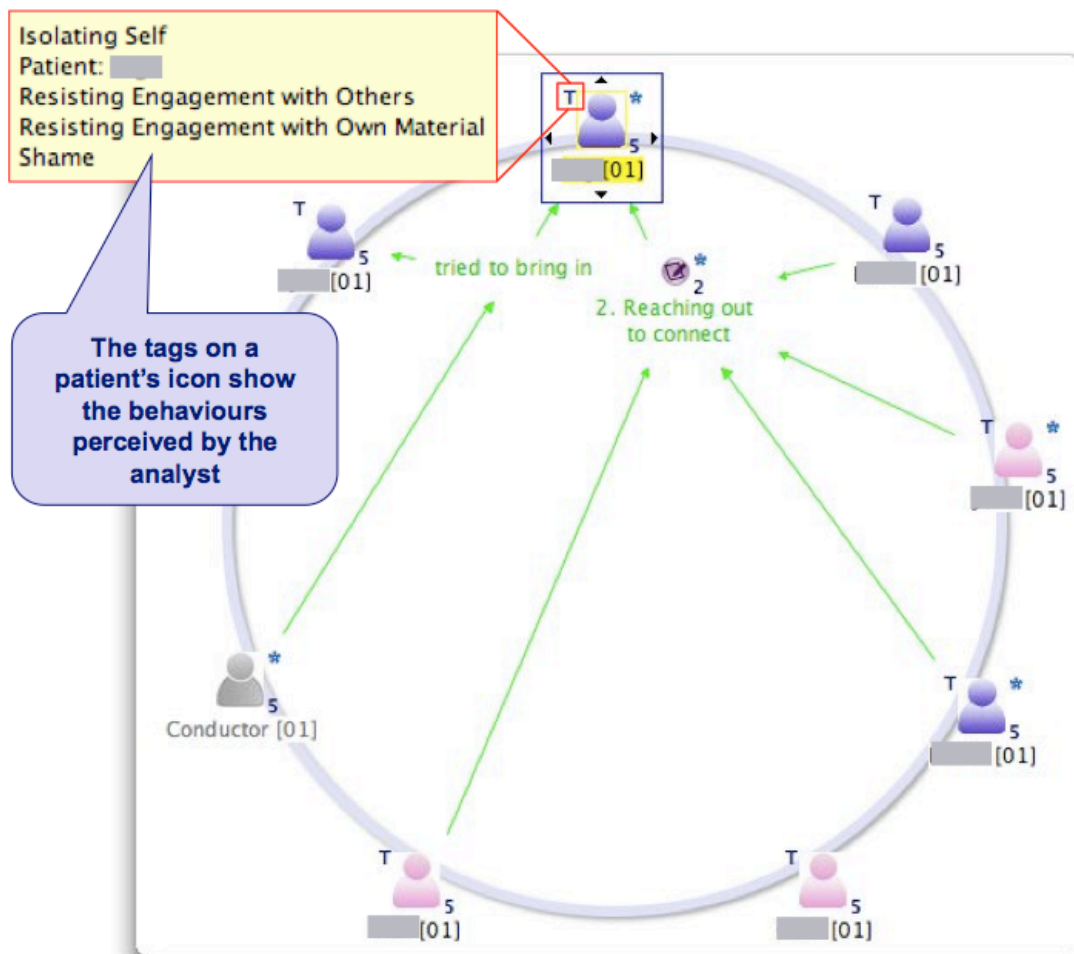 Isolating Self
Patient:
Resisting Engagement with Others
Resisting Engagement with Own Material
Shame
T
*
5
[01]
T
5
[01]
T
5
[01]
tried to bring in
*
2
2. Reaching out
to connect
The tags on a
patient's icon show
the behaviours
perceived by the
analyst
T
*
5
[01]
*
5
Conductor [01]
T
*
5
[01]
T
5
[01]
T
5
[01]